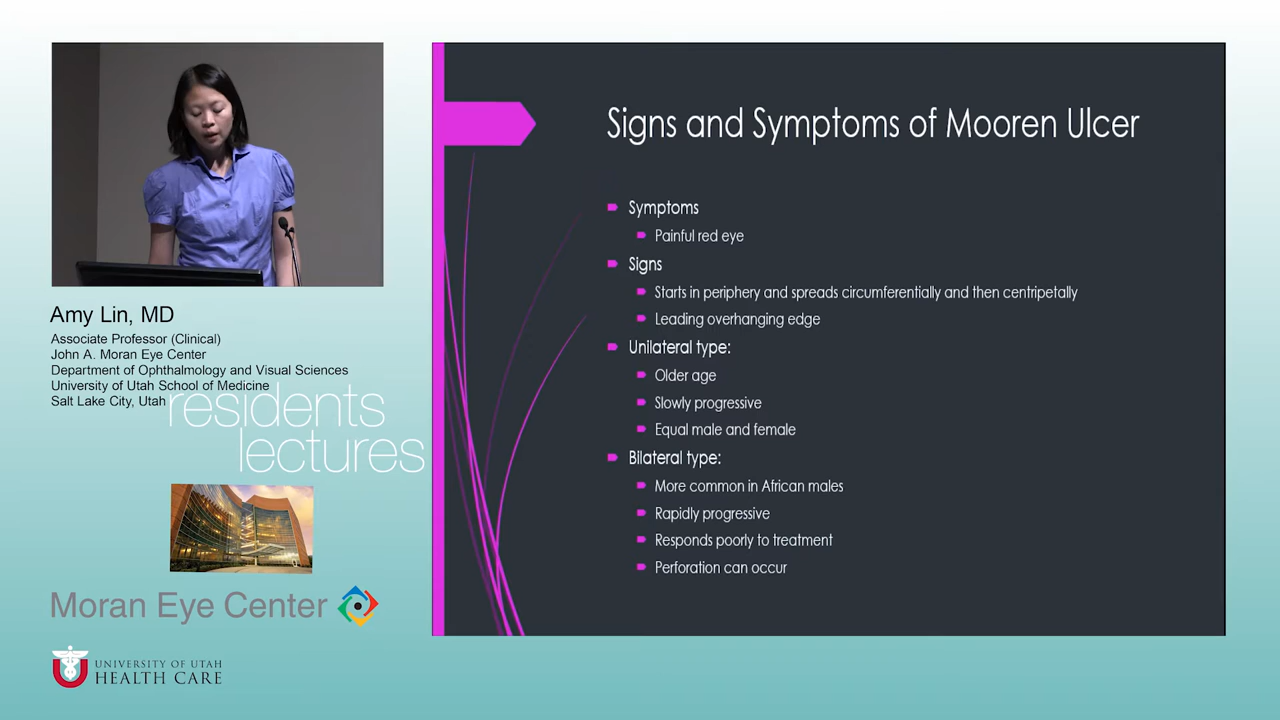 Amy Lin, MD
Associate Professor (Clinical)
John A. Moran Eye Center
Department of Ophthalmology and Visual Sciences
University of Utah School of Medicine
Salt Lake City, Utah
residents
lectures
Moran Eye Center
UNIVERSITY OF UTAH
HEALTH CARE
Signs and Symptoms of Mooren Ulcer
Symptoms
Painful red eye
Signs
Starts in periphery and spreads circumferentially and then centripetally
Leading overhanging edge
Unilateral type:
Older age
Slowly progressive
Equal male and female
Bilateral type:
More common in African males
Rapidly progressive
Responds poorly to treatment
Perforation can occur